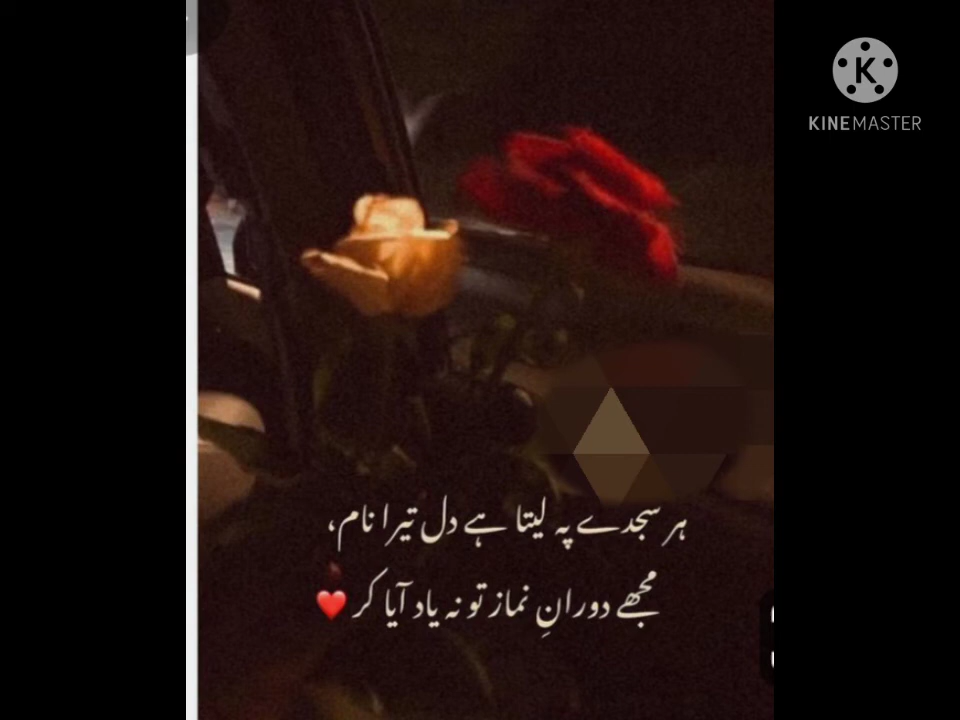 KINEMASTER
ہر سجدے پہ لیتا ہے دل تیرا نام،
مجھے دورانِ نماز تو نہ یاد آیا کر ❤️